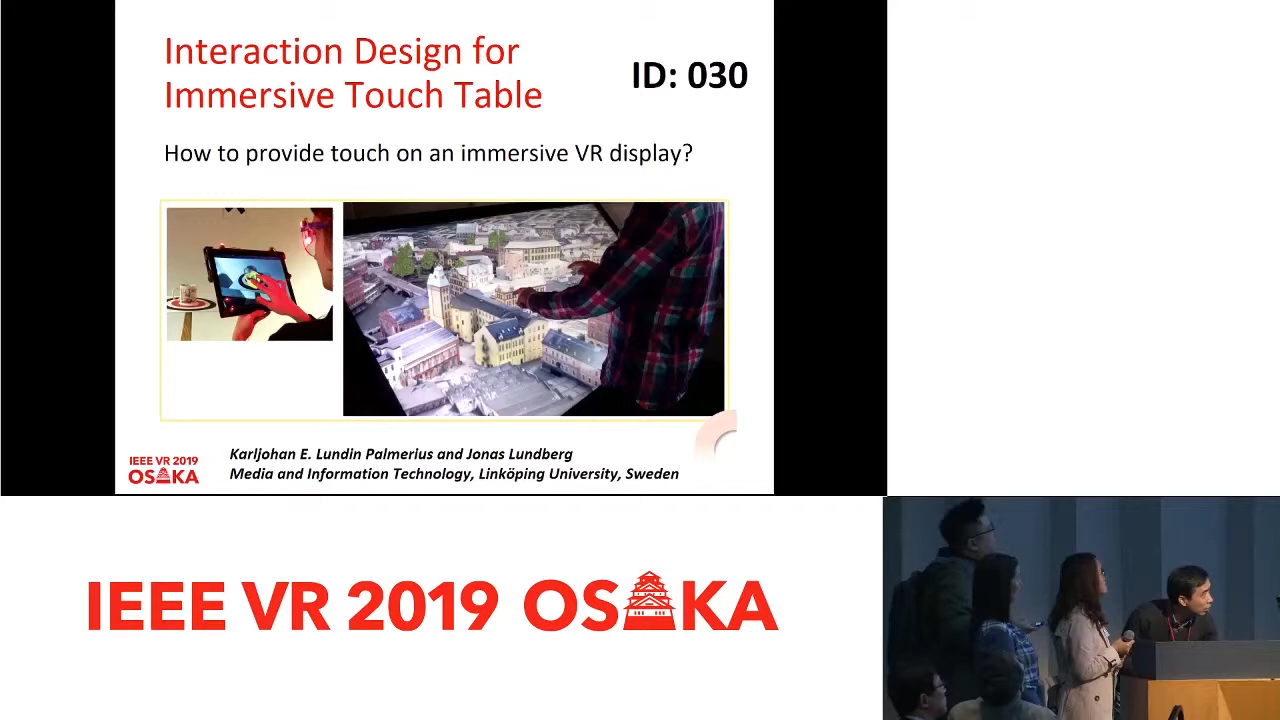 Interaction Design for
Immersive Touch Table
ID: 030
How to provide touch on an immersive VR display?
Karljohan E. Lundin Palmerius and Jonas Lundberg
Media and Information Technology, Linköping University, Sweden
IEEE VR 2019
OSAKA
IEEE VR 2019 OSAKA